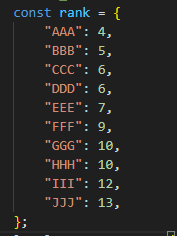 const rank = {
"AAA": 4,
"BBB": 5,
"CCC": 6,
"DDD": 6,
"EEE": 7,
"FFF": 9,
"GGG": 10,
"HHH": 10,
"III": 12,
"JJJ": 13,
};